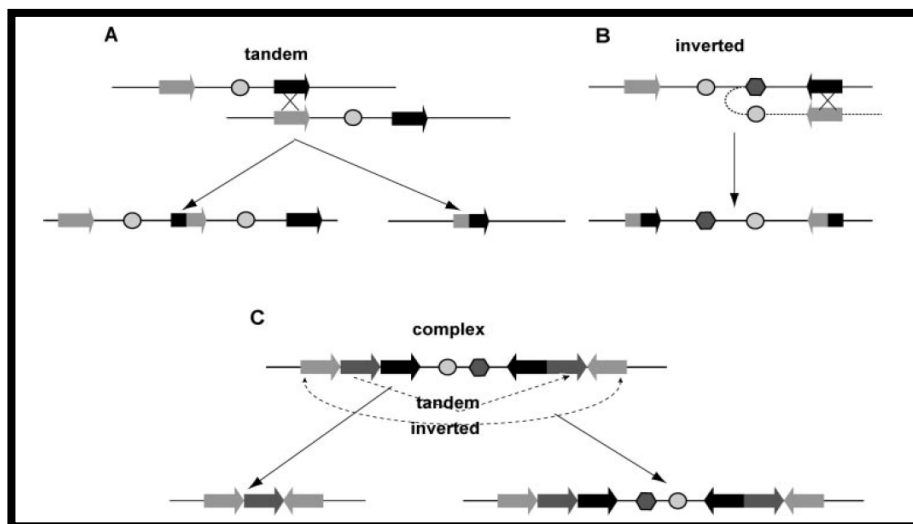 A
tandem
B
inverted
C
complex
tandem
inverted